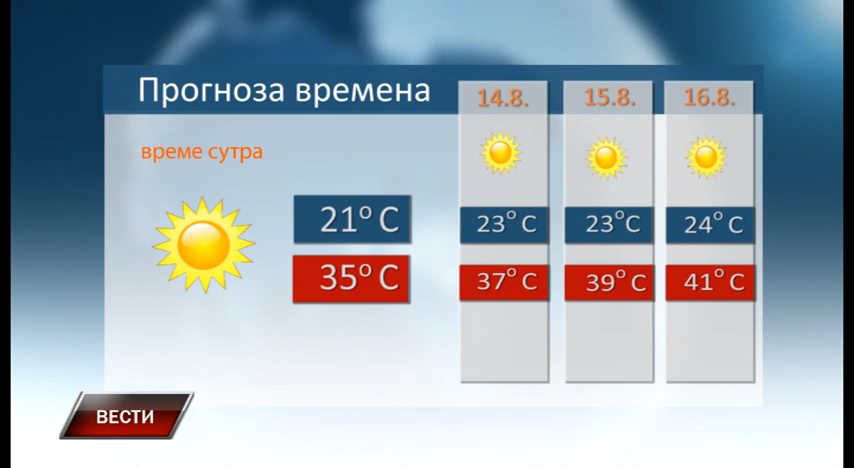 Прогноза времена
време сутра
21° C
35° C
14.8.
23° C
37° C
15.8.
23°C
39° C
16.8.
24° C
41° C
ВЕСТИ